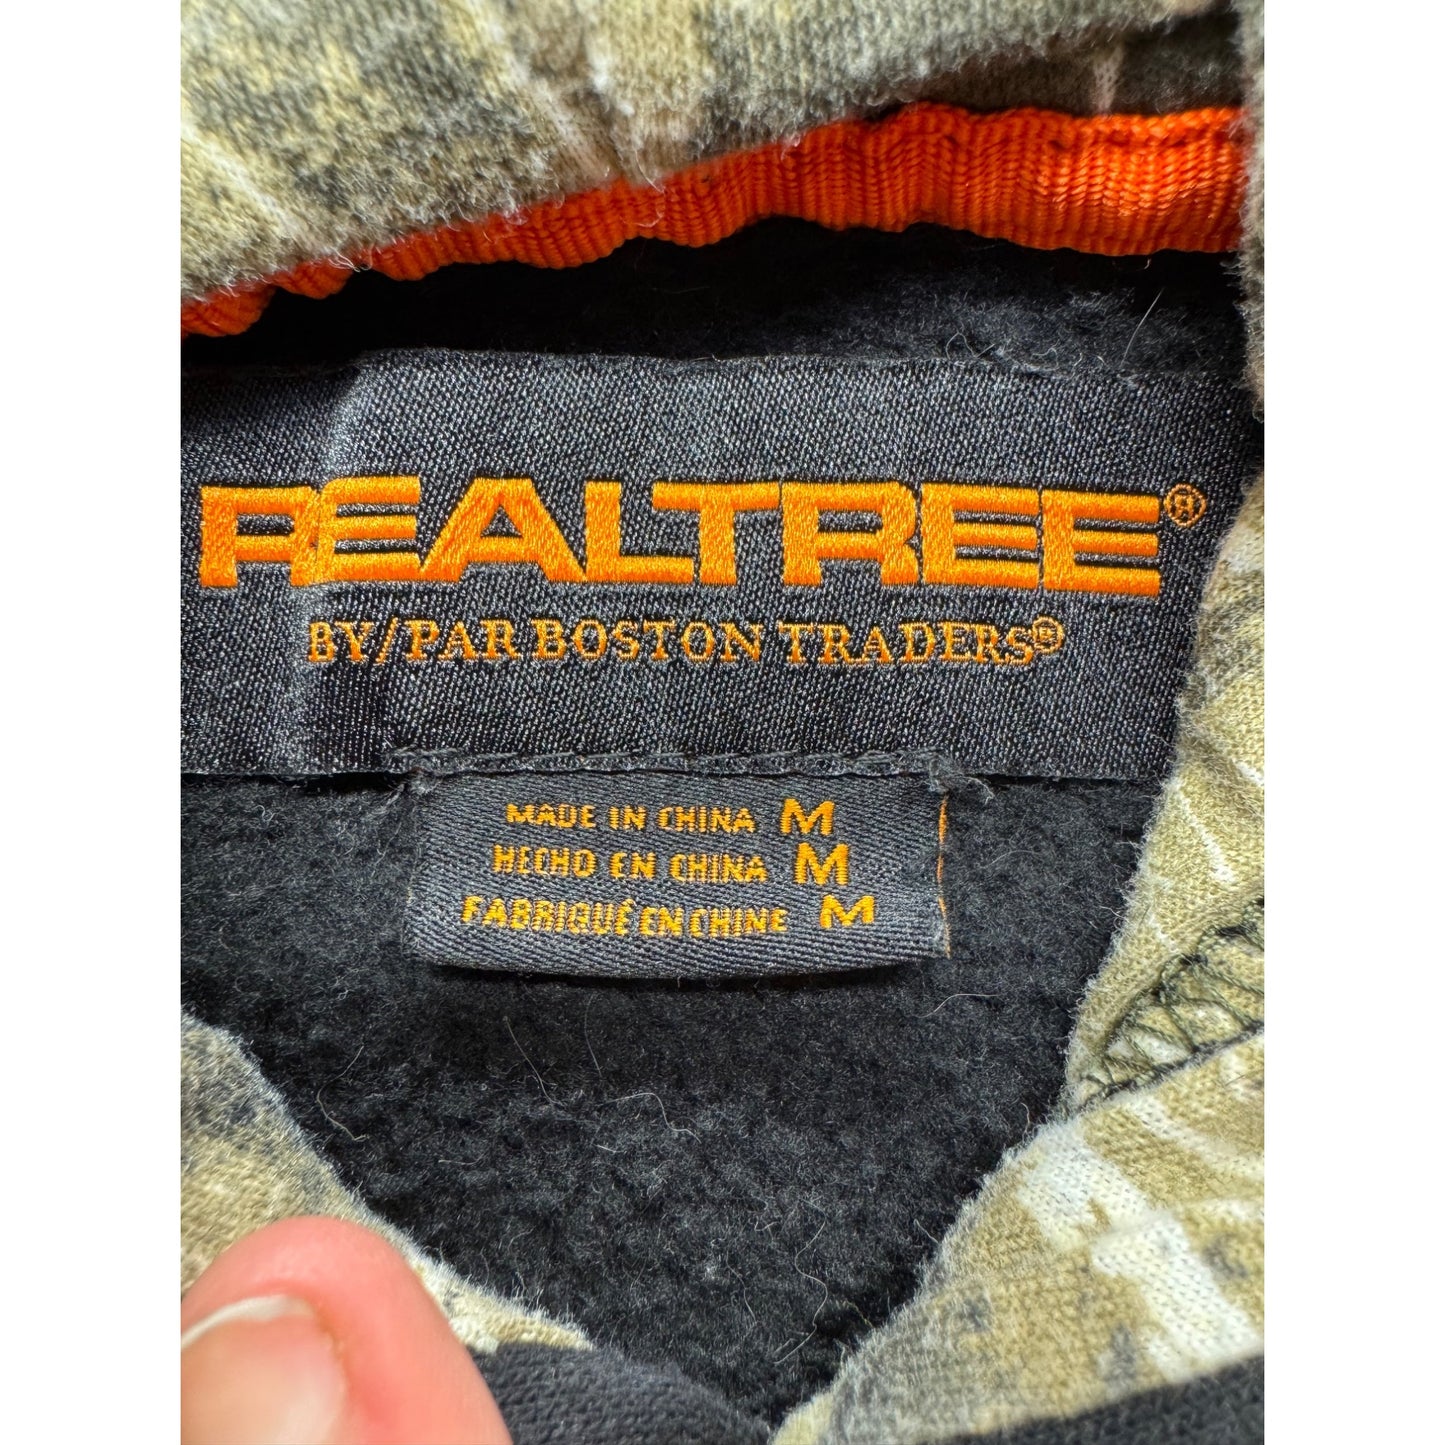 REALTREE®
BY/PAR BOSTON TRADERS®
MADE IN CHINA M
HECHO EN CHINA M
FABRIQUÉ EN CHINE M